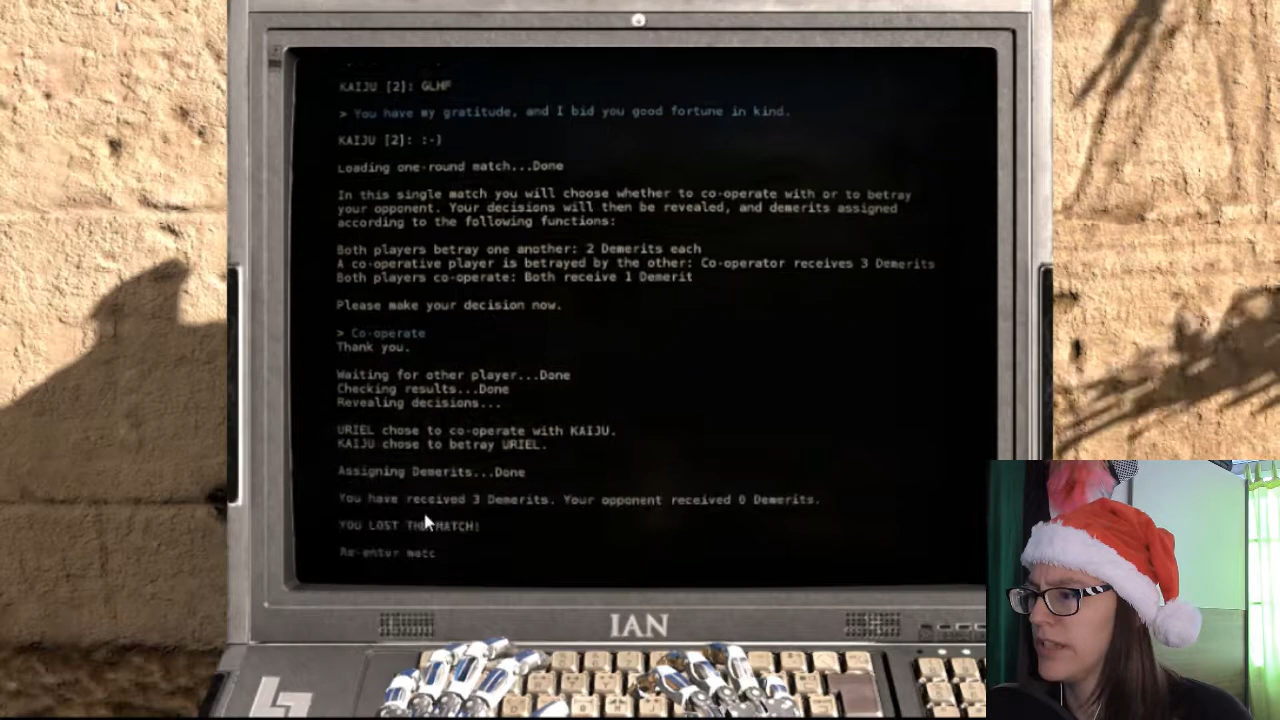 KAIJU [2]: GLHF
> You have my gratitude, and I bid you good fortune in kind.
KAIJU [2]: :-)
Loading one-round match...Done
In this single match you will choose whether to co-operate with or to betray
your opponent. Your decisions will then be revealed, and demerits assigned
according to the following functions:
Both players betray one another: 2 Demerits each
A co-operative player is betrayed by the other: Co-operator receives 3 Demerits
Both players co-operate: Both receive 1 Demerit
Please make your decision now.
> Co-operate
Thank you.
Waiting for other player...Done
Checking results...Done
Revealing decisions...
URIEL chose to co-operate with KAIJU.
KAIJU chose to betray URIEL.
Assigning Demerits...Done
You have received 3 Demerits. Your opponent received 0 Demerits.
YOU LOST THE MATCH!
Re-enter matc
IAN